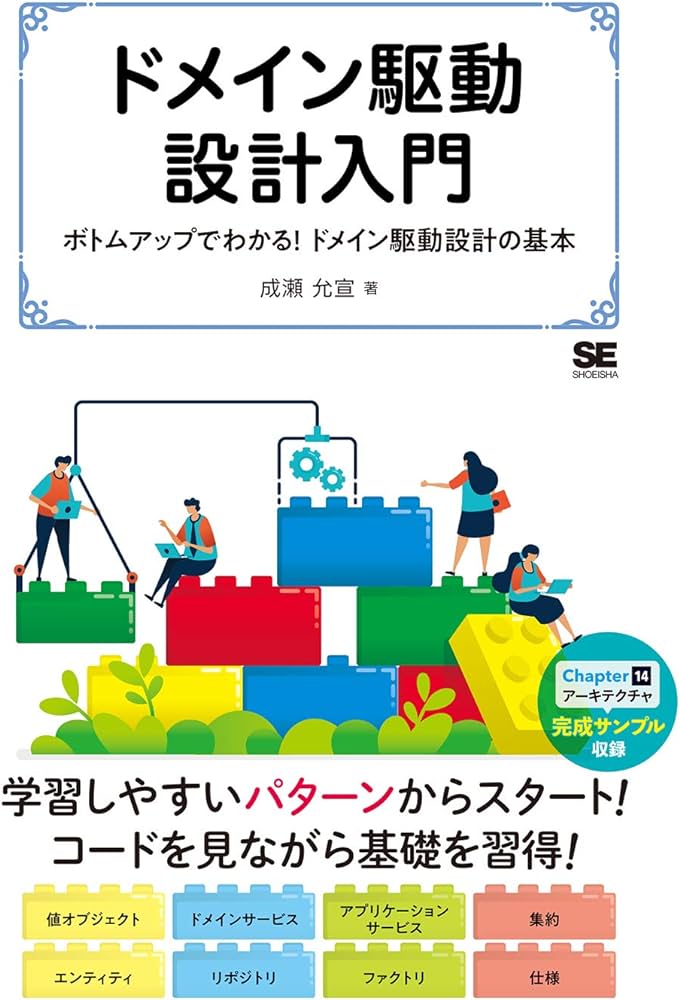 ドメイン駆動
設計入門
ボトムアップでわかる! ドメイン駆動設計の基本
成瀬 允宣 著
SE
SHOEISHA
Chapter 14
アーキテクチャ
完成サンプル
収録
学習しやすいパターンからスタート!
コードを見ながら基礎を習得!
値オブジェクト
ドメインサービス
アプリケーション
サービス
集約
エンティティ
リポジトリ
ファクトリ
仕様